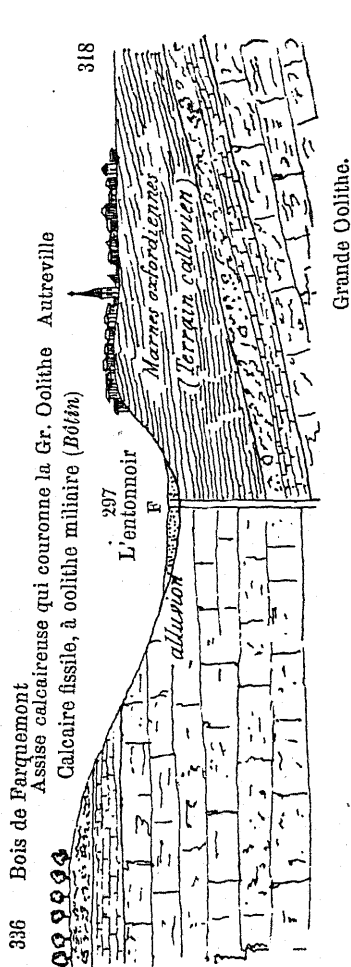 336 Bois de Farquemont
Assise calcaireuse qui couronne la Gr. Oolithe
Calcaire fissile, à oolithe miliaire (Bâlin)
297
L'entonnoir
F
alluvion
Autreville
318
Marnes oxfordiennes
(Terrain callovien)
Grande Oolithe.